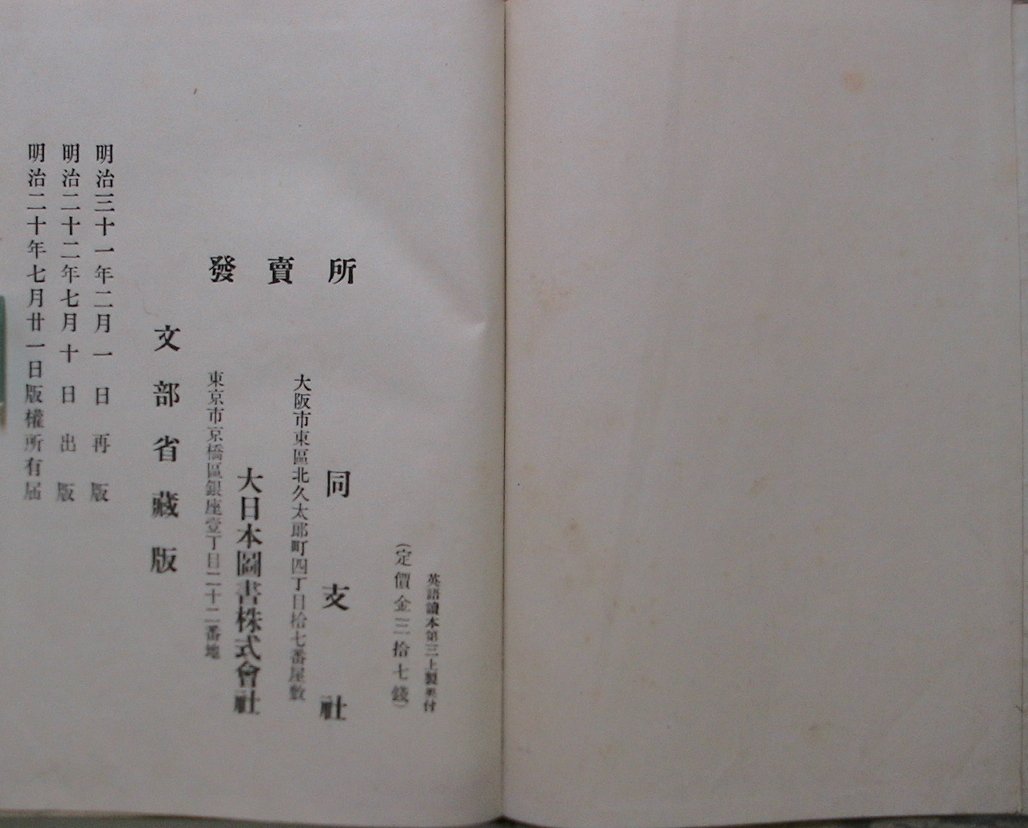 明治二十年七月廿一日版權所有届
明治二十二年七月十日出版
明治三十一年二月一日再版
文部省藏版
發賣所
東京市京橋區銀座壹丁目二十二番地
大日本圖書株式會社
大阪市東區北久太郎町四丁目拾七番屋敷
同支社
(定價金三拾七錢)
英語讀本第三上製奥付